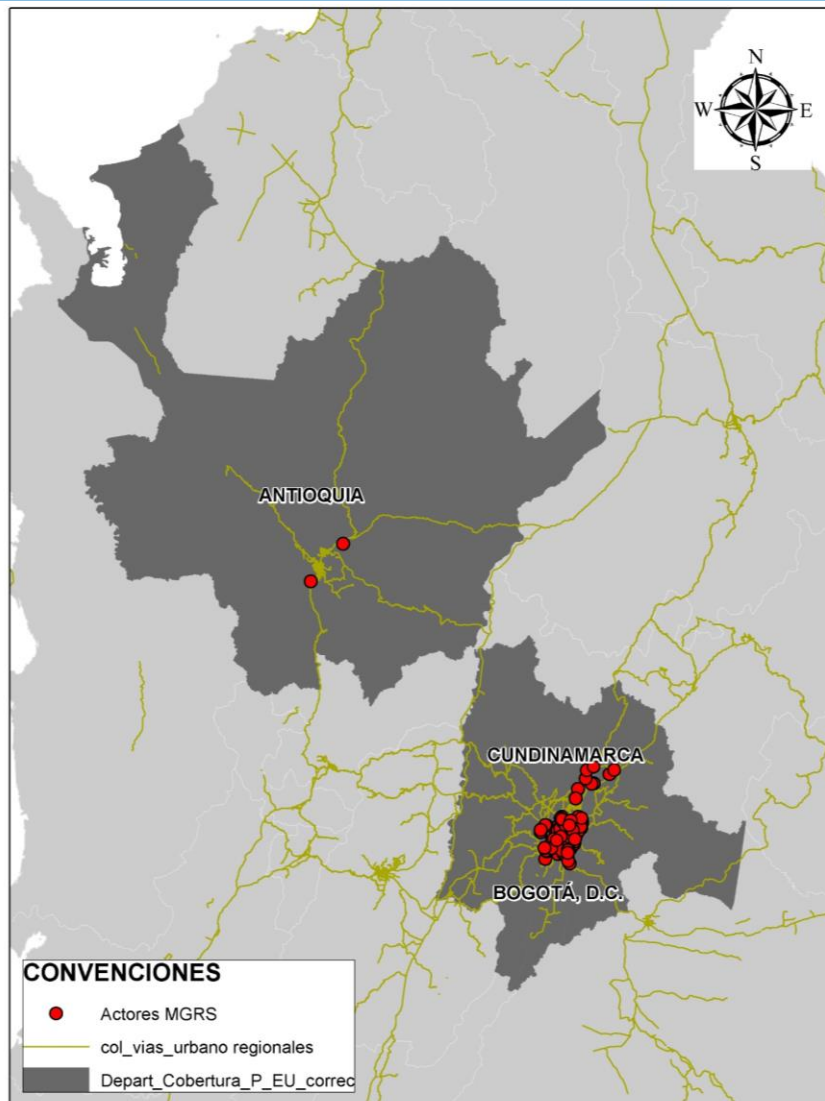 N
W E
S
ANTIOQUIA
CUNDINAMARCA
BOGOTÁ, D.C.
CONVENCIONES
Actores MGRS
col_vias_urbano regionales
Depart_Cobertura_P_EU_correc